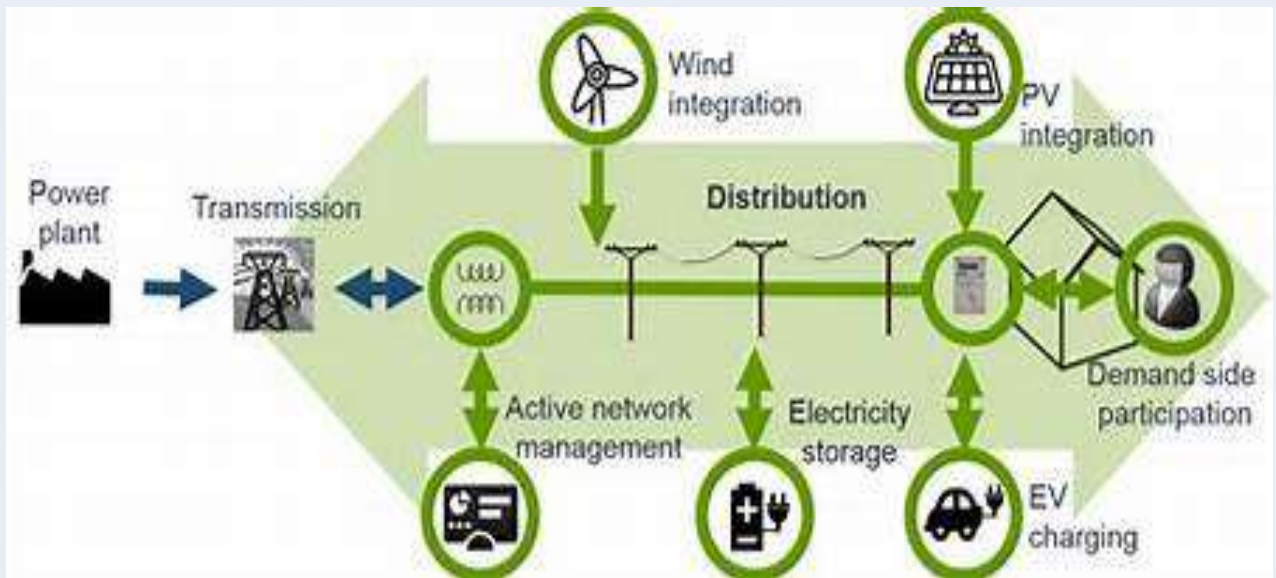 Wind
integration
PV
integration
Power
plant
Transmission
Distribution
Active network
management
Electricity
storage
Demand side
participation
EV
charging